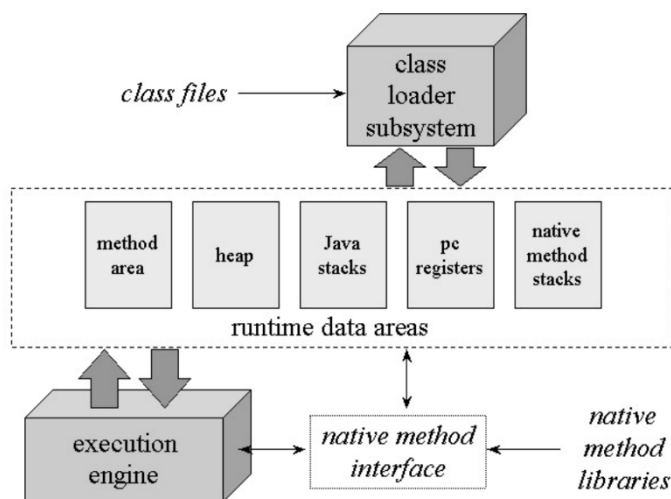 class
loader
subsystem
class files
method
area
heap
Java
stacks
pc
registers
native
method
stacks
runtime data areas
execution
engine
native method
interface
native
method
libraries